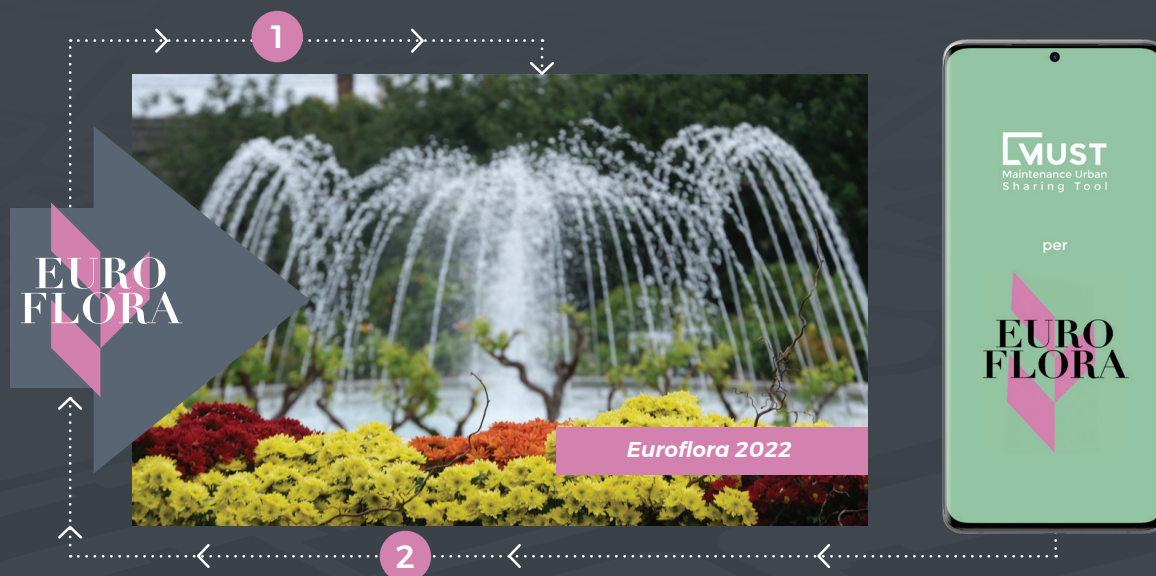 1
EURO
FLORA
Euroflora 2022
MUST
Maintenance Urban
Sharing Tool
per
EURO
FLORA
2